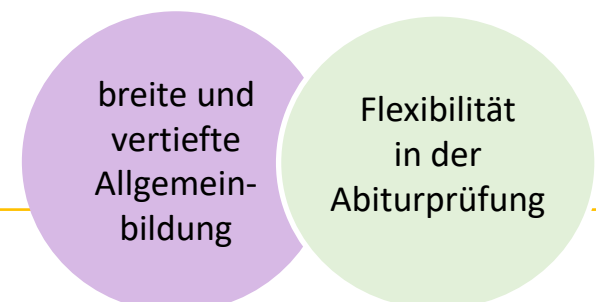 breite und
vertiefte
Allgemein-
bildung
Flexibilität
in der
Abiturprüfung